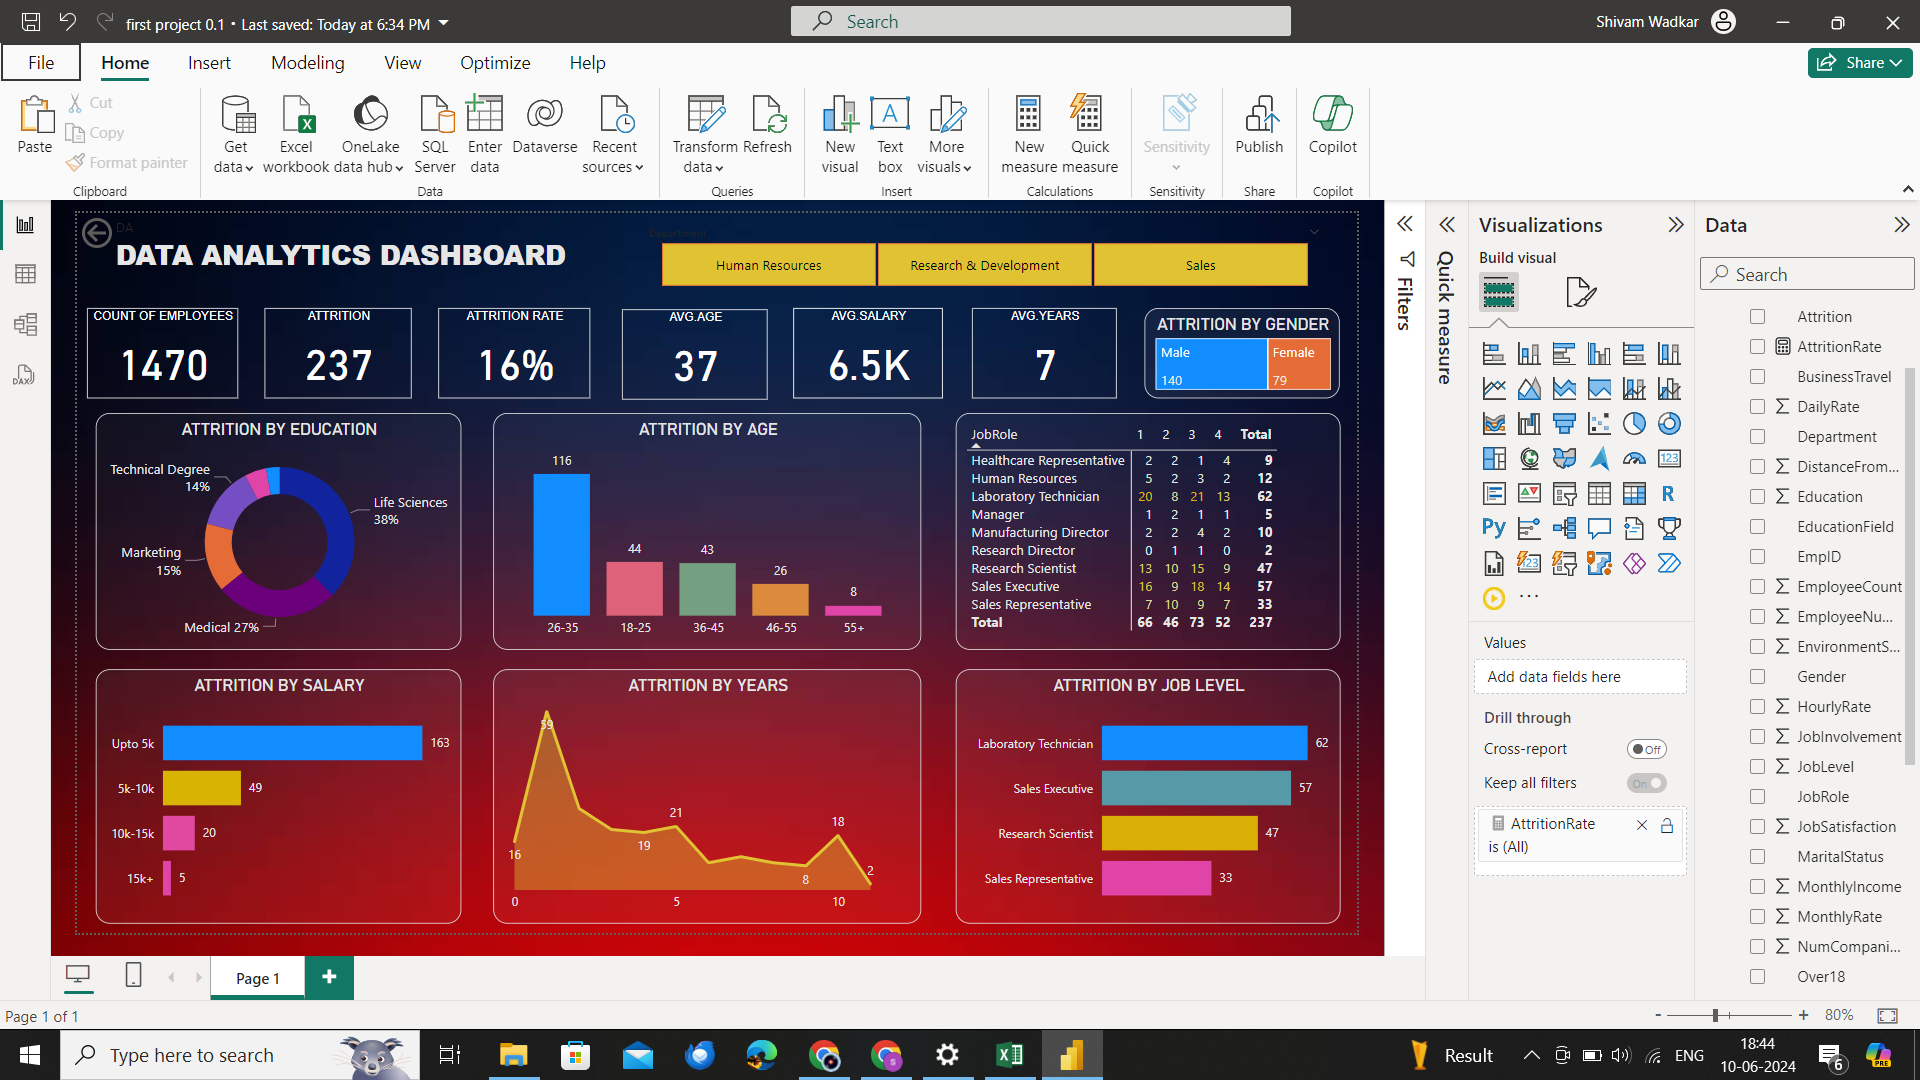 first project 0.1 • Last saved: Today at 6:34 PM
Search
Shivam Wadkar
File
Home
Insert
Modeling
View
Optimize
Help
Share
Paste
Cut
Copy
Format painter
Clipboard
Get data
Excel workbook
OneLake data hub
SQL Server
Enter data
Dataverse
Recent sources
Data
Transform data
Refresh
Queries
New visual
Text box
More visuals
Insert
New measure
Quick measure
Calculations
Sensitivity
Sensitivity
Publish
Share
Copilot
Copilot
DA
DATA ANALYTICS DASHBOARD
Department
Human Resources
Research & Development
Sales
COUNT OF EMPLOYEES
1470
ATTRITION
237
ATTRITION RATE
16%
AVG.AGE
37
AVG.SALARY
6.5K
AVG.YEARS
7
ATTRITION BY GENDER
Male
140
Female
79
ATTRITION BY EDUCATION
Technical Degree
14%
Life Sciences
38%
Marketing
15%
Medical 27%
ATTRITION BY AGE
116
44
43
26
8
26-35
18-25
36-45
46-55
55+
JobRole 1 2 3 4 Total
Healthcare Representative 2 2 1 4 9
Human Resources 5 2 3 2 12
Laboratory Technician 20 8 21 13 62
Manager 1 2 1 1 5
Manufacturing Director 2 2 4 2 10
Research Director 0 1 1 0 2
Research Scientist 13 10 15 9 47
Sales Executive 16 9 18 14 57
Sales Representative 7 10 9 7 33
Total 66 46 73 52 237
ATTRITION BY SALARY
Upto 5k 163
5k-10k 49
10k-15k 20
15k+ 5
ATTRITION BY YEARS
59
16
19
21
8
18
2
0
5
10
ATTRITION BY JOB LEVEL
Laboratory Technician 62
Sales Executive 57
Research Scientist 47
Sales Representative 33
Filters
Quick measure
Visualizations
Build visual
123
R
Py
123
...
Values
Add data fields here
Drill through
Cross-report
Off
Keep all filters
On
AttritionRate
is (All)
Data
Search
Attrition
AttritionRate
BusinessTravel
DailyRate
Department
DistanceFrom...
Education
EducationField
EmpID
EmployeeCount
EmployeeNu...
EnvironmentS...
Gender
HourlyRate
JobInvolvement
JobLevel
JobRole
JobSatisfaction
MaritalStatus
MonthlyIncome
MonthlyRate
NumCompani...
Over18
DAX
Page 1
+
Page 1 of 1
- + 80%
Type here to search
Result
ENG
18:44
10-06-2024
6
PRE